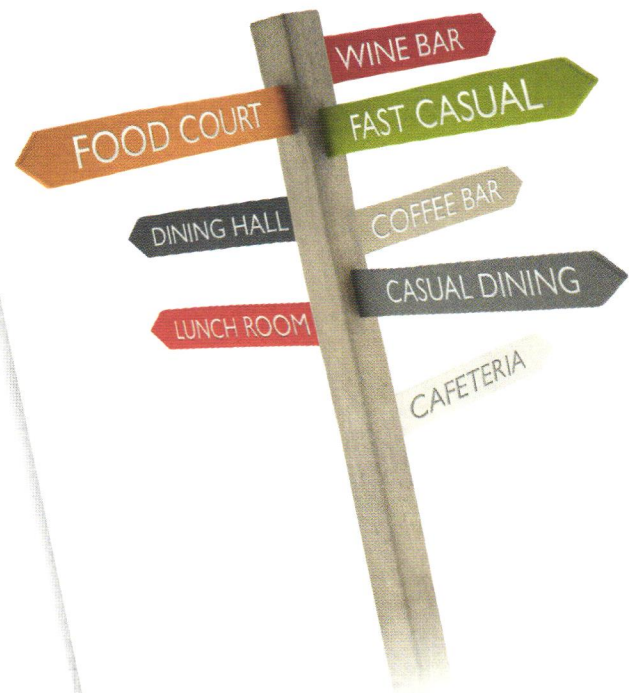 WINE BAR
FOOD COURT
FAST CASUAL
DINING HALL
COFFEE BAR
CASUAL DINING
LUNCH ROOM
CAFETERIA